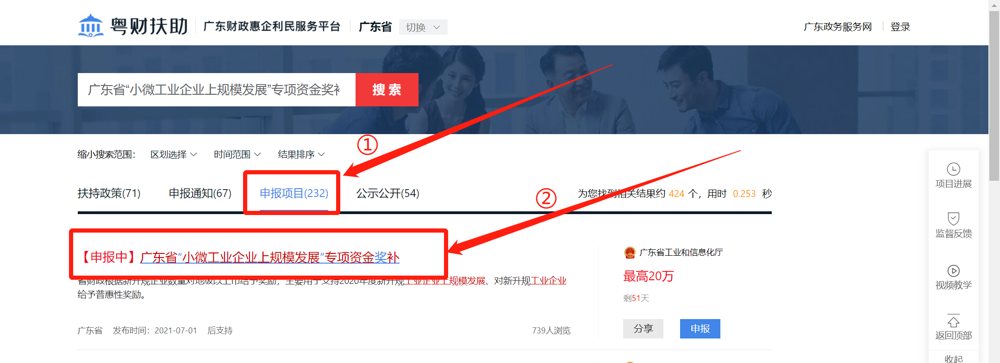 粤财扶助 广东财政惠企利民服务平台 广东省 切换 广东政务服务网 登录
广东省“小微工业企业上规模发展”专项资金奖 搜 索
①
缩小搜索范围： 区划选择 时间范围 结果排序
扶持政策(71) 申报通知(67) 申报项目(232) 公示公开(54) 为您找到相关结果约 424 个，用时 0.253 秒
②
【申报中】广东省“小微工业企业上规模发展”专项资金奖补
省财政根据新升规企业数量对地级以上市给予奖励，主要用于支持2020年度新升规工业企业上规模发展、对新升规工业企业
给予普惠性奖励。
广东省 发布时间：2021-07-01 后支持 739人浏览
广东省工业和信息化厅
最高20万
剩51天
分享 申报
项目进展
监督反馈
视频教学
返回顶部
收起